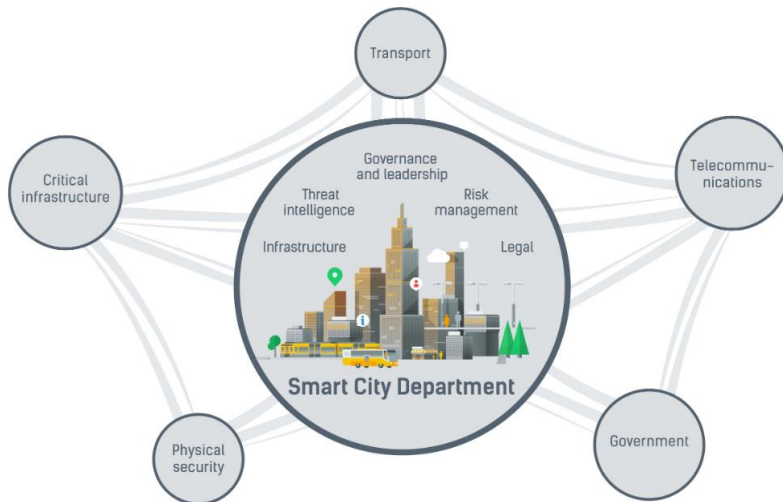 Transport
Critical
infrastructure
Telecommu-
nications
Governance
and leadership
Threat
intelligence
Risk
management
Infrastructure
Legal
Smart City Department
Physical
security
Government